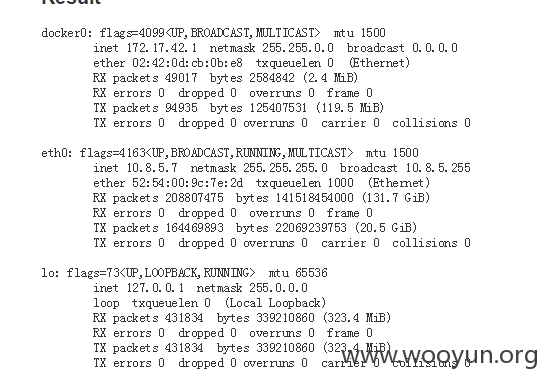 Result
docker0: flags=4099<UP,BROADCAST,MULTICAST>  mtu 1500
inet 172.17.42.1  netmask 255.255.0.0  broadcast 0.0.0.0
ether 02:42:0d:cb:0b:e8  txqueuelen 0  (Ethernet)
RX packets 49017  bytes 2584842 (2.4 MiB)
RX errors 0  dropped 0  overruns 0  frame 0
TX packets 94935  bytes 125407531 (119.5 MiB)
TX errors 0  dropped 0 overruns 0  carrier 0  collisions 0
eth0: flags=4163<UP,BROADCAST,RUNNING,MULTICAST>  mtu 1500
inet 10.8.5.7  netmask 255.255.255.0  broadcast 10.8.5.255
ether 52:54:00:9c:7e:2d  txqueuelen 1000  (Ethernet)
RX packets 208807475  bytes 141518454000 (131.7 GiB)
RX errors 0  dropped 0  overruns 0  frame 0
TX packets 164469893  bytes 22069239753 (20.5 GiB)
TX errors 0  dropped 0 overruns 0  carrier 0  collisions 0
lo: flags=73<UP,LOOPBACK,RUNNING>  mtu 65536
inet 127.0.0.1  netmask 255.0.0.0
loop  txqueuelen 0  (Local Loopback)
RX packets 431834  bytes 339210860 (323.4 MiB)
RX errors 0  dropped 0  overruns 0  frame 0
TX packets 431834  bytes 339210860 (323.4 MiB)
TX errors 0  dropped 0 overruns 0  carrier 0  collisions 0
www.wooyun.org